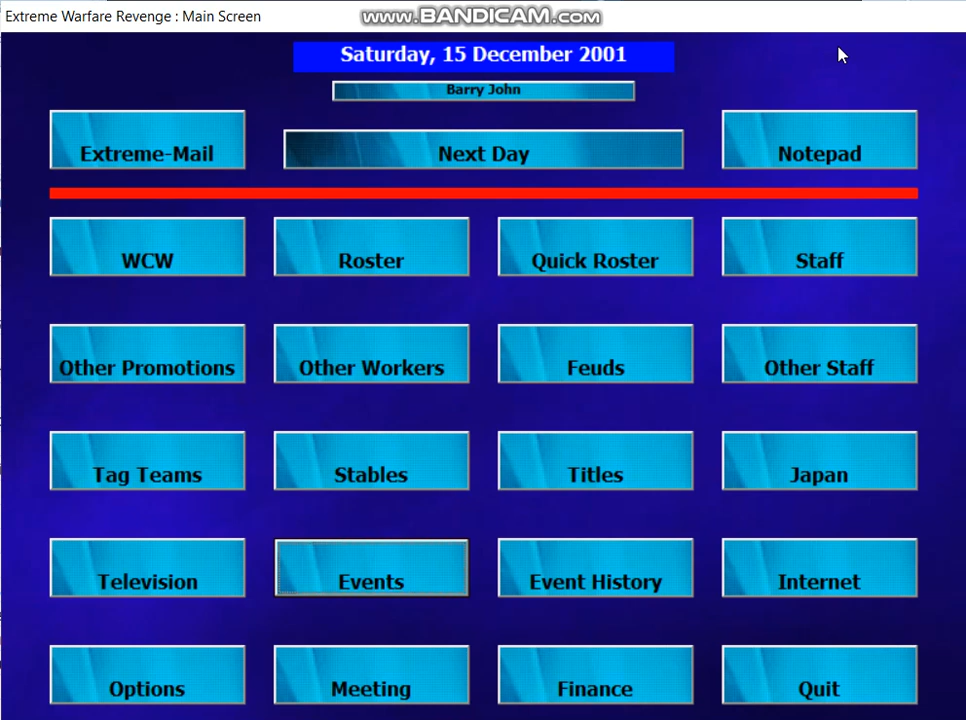 Extreme Warfare Revenge : Main Screen
WWW.BANDICAM.COM
Saturday, 15 December 2001
Barry John
Extreme-Mail
Next Day
Notepad
WCW
Roster
Quick Roster
Staff
Other Promotions
Other Workers
Feuds
Other Staff
Tag Teams
Stables
Titles
Japan
Television
Events
Event History
Internet
Options
Meeting
Finance
Quit